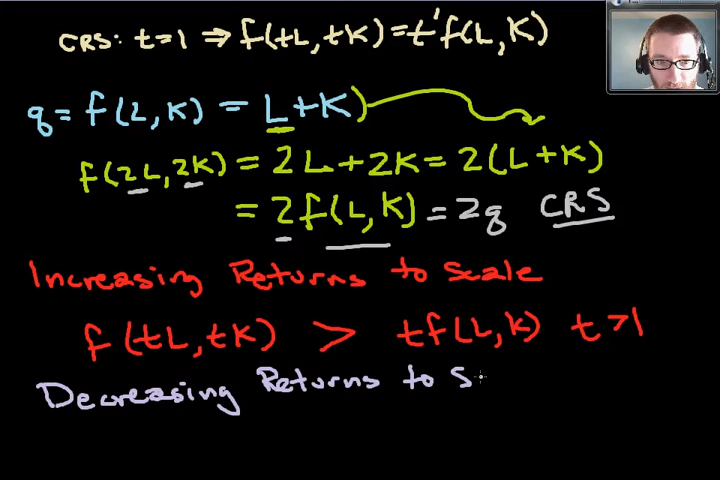 CRS: t=1 ⇒ f(tL,tK)=t¹f(L,K)
q=f(L,K)=L+K)
f(2L,2K)=2L+2K=2(L+K)
=2f(L,K)=2q CRS
Increasing Returns to Scale
f(tL,tK) > tf(L,K) t>1
Decreasing Returns to S